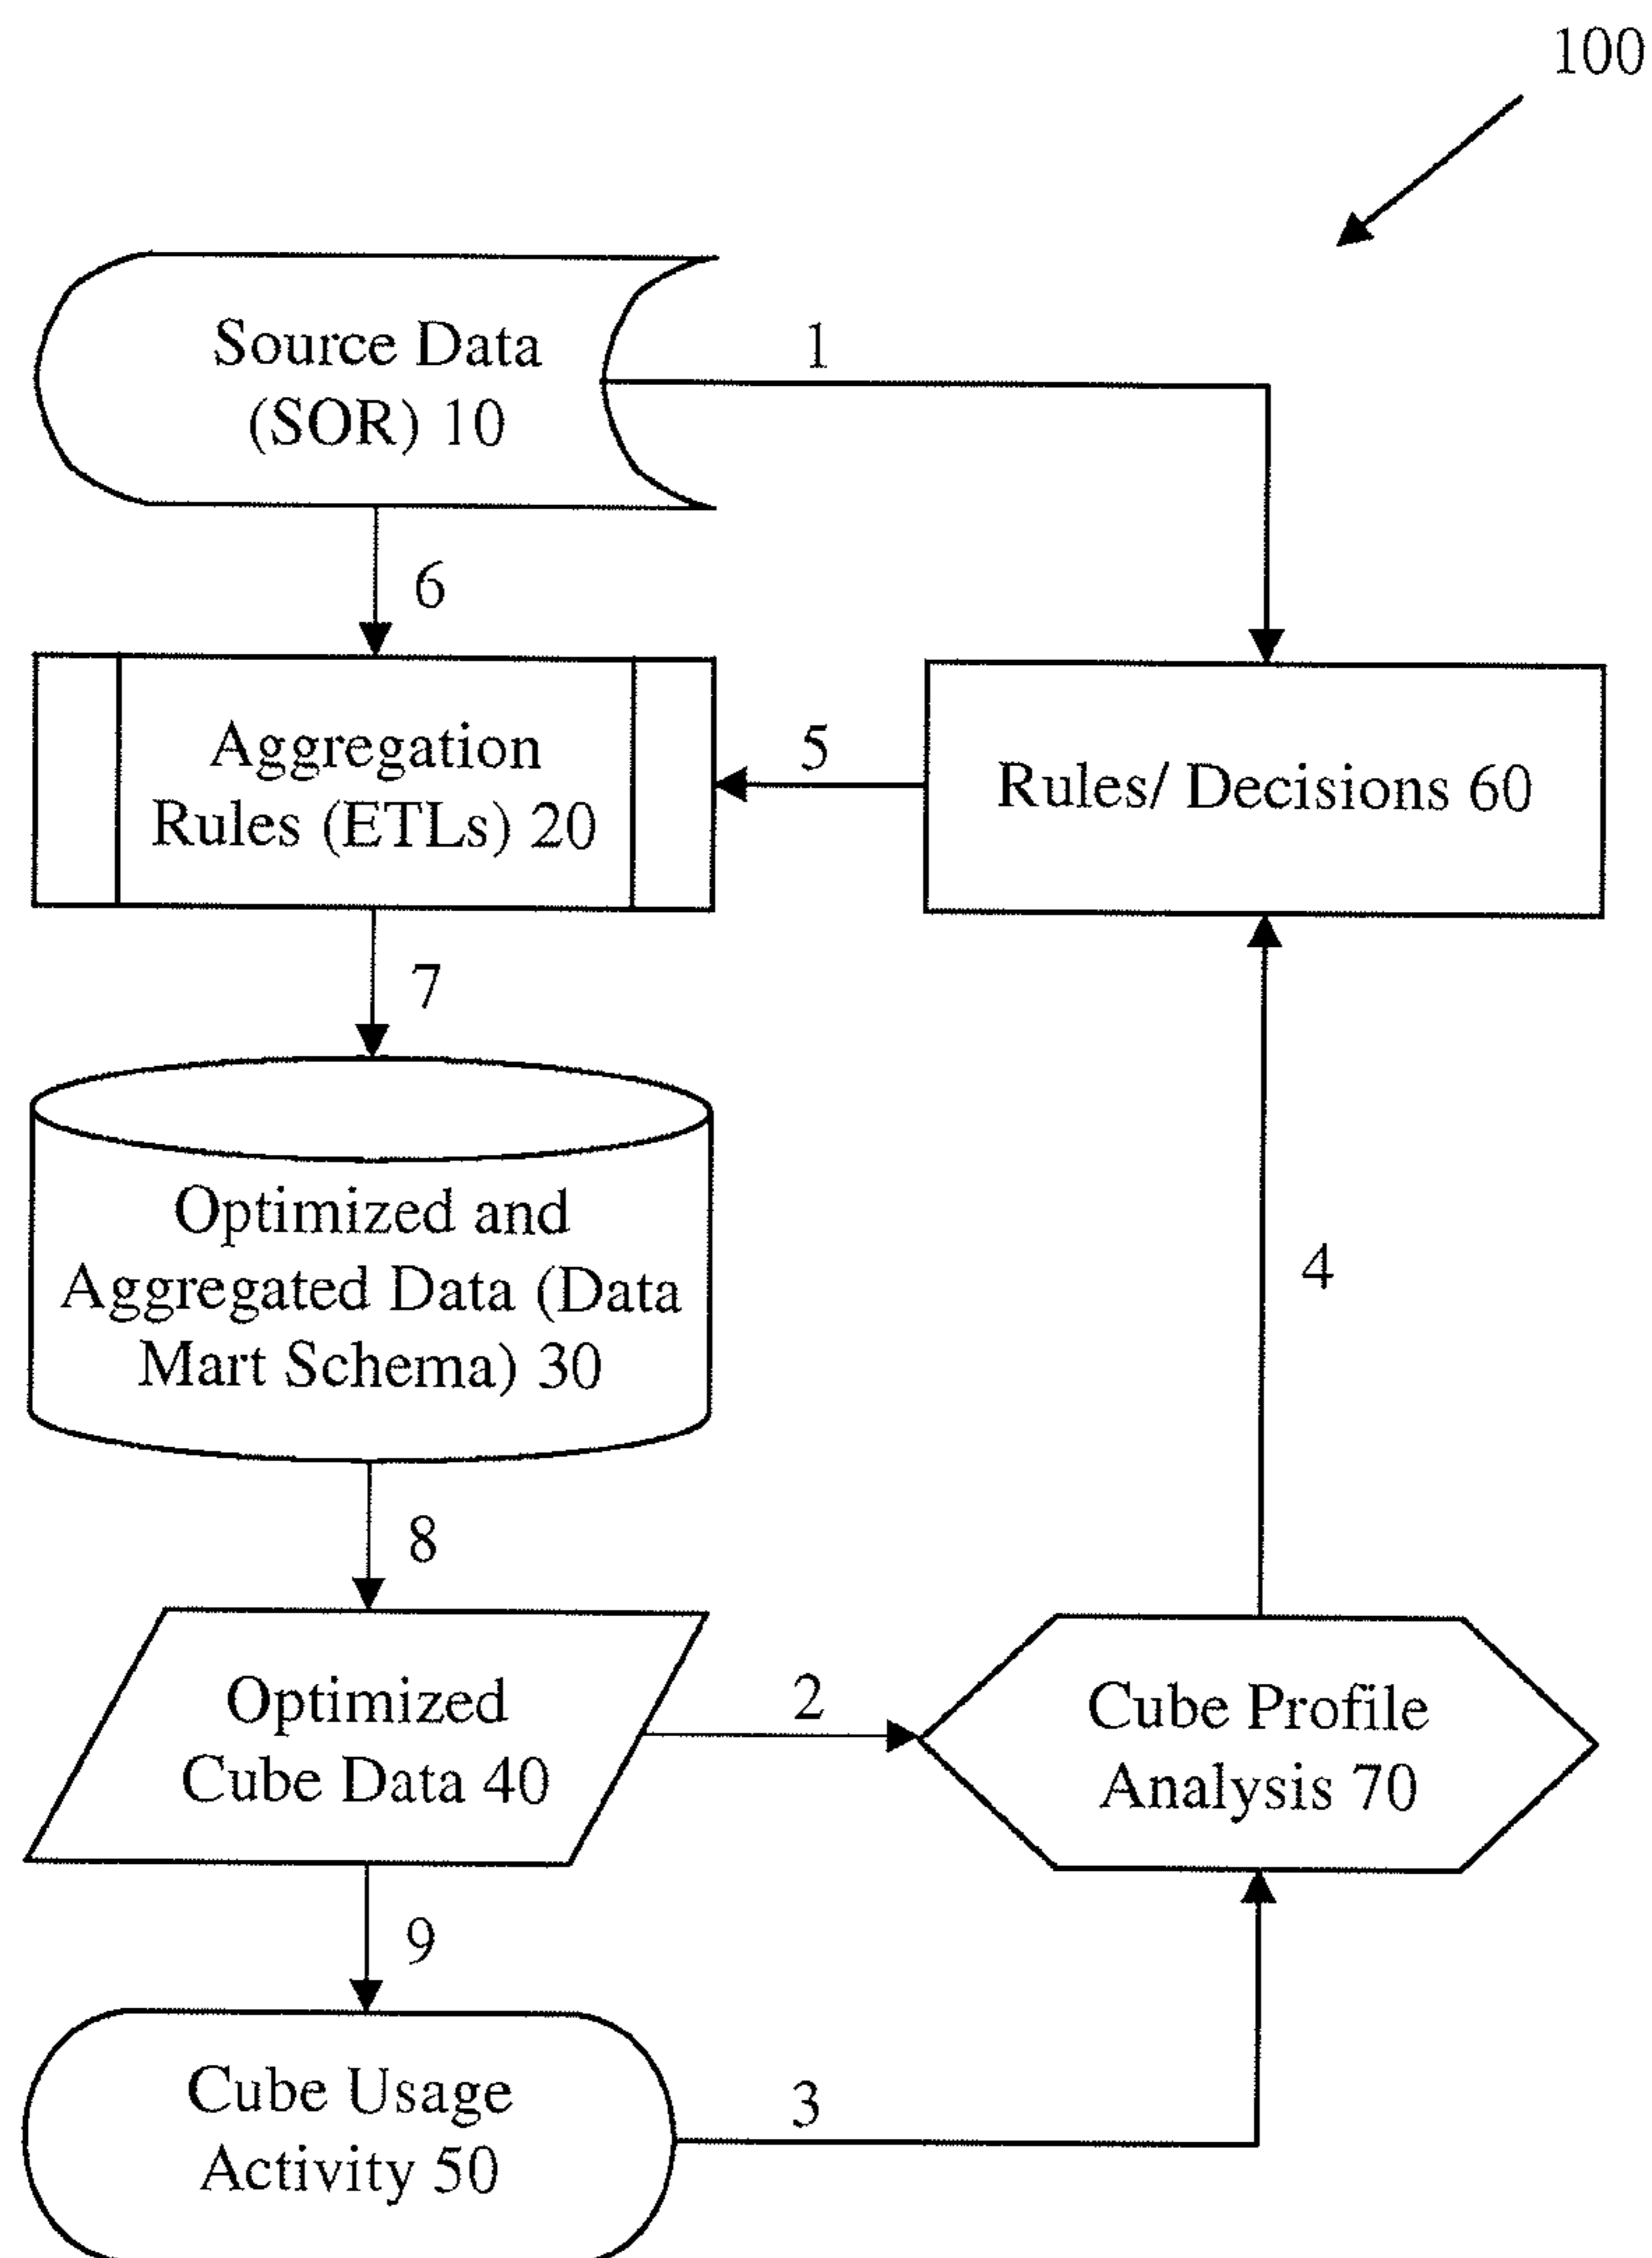 100
Source Data
(SOR) 10
1
6
Aggregation
Rules (ETLs) 20
5
Rules/ Decisions 60
7
Optimized and
Aggregated Data (Data
Mart Schema) 30
4
8
Optimized
Cube Data 40
2
Cube Profile
Analysis 70
9
Cube Usage
Activity 50
3